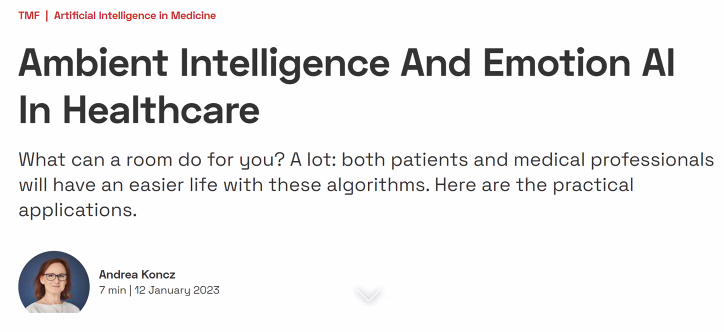 TMF | Artificial Intelligence in Medicine
Ambient Intelligence And Emotion AI
In Healthcare
What can a room do for you? A lot: both patients and medical professionals
will have an easier life with these algorithms. Here are the practical
applications.
Andrea Koncz
7 min | 12 January 2023